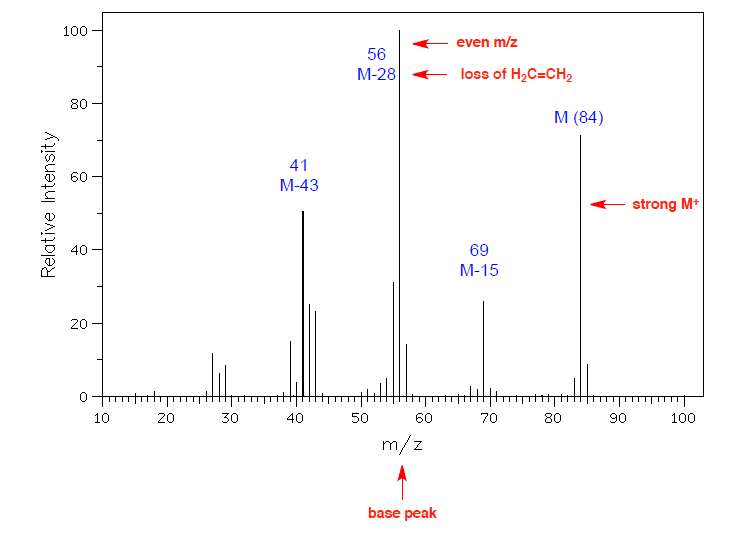 100
80
60
40
20
0
Relative Intensity
56
M-28
even m/z
loss of H₂C=CH₂
M (84)
41
M-43
strong M⁺
69
M-15
10 20 30 40 50 60 70 80 90 100
m/z
base peak